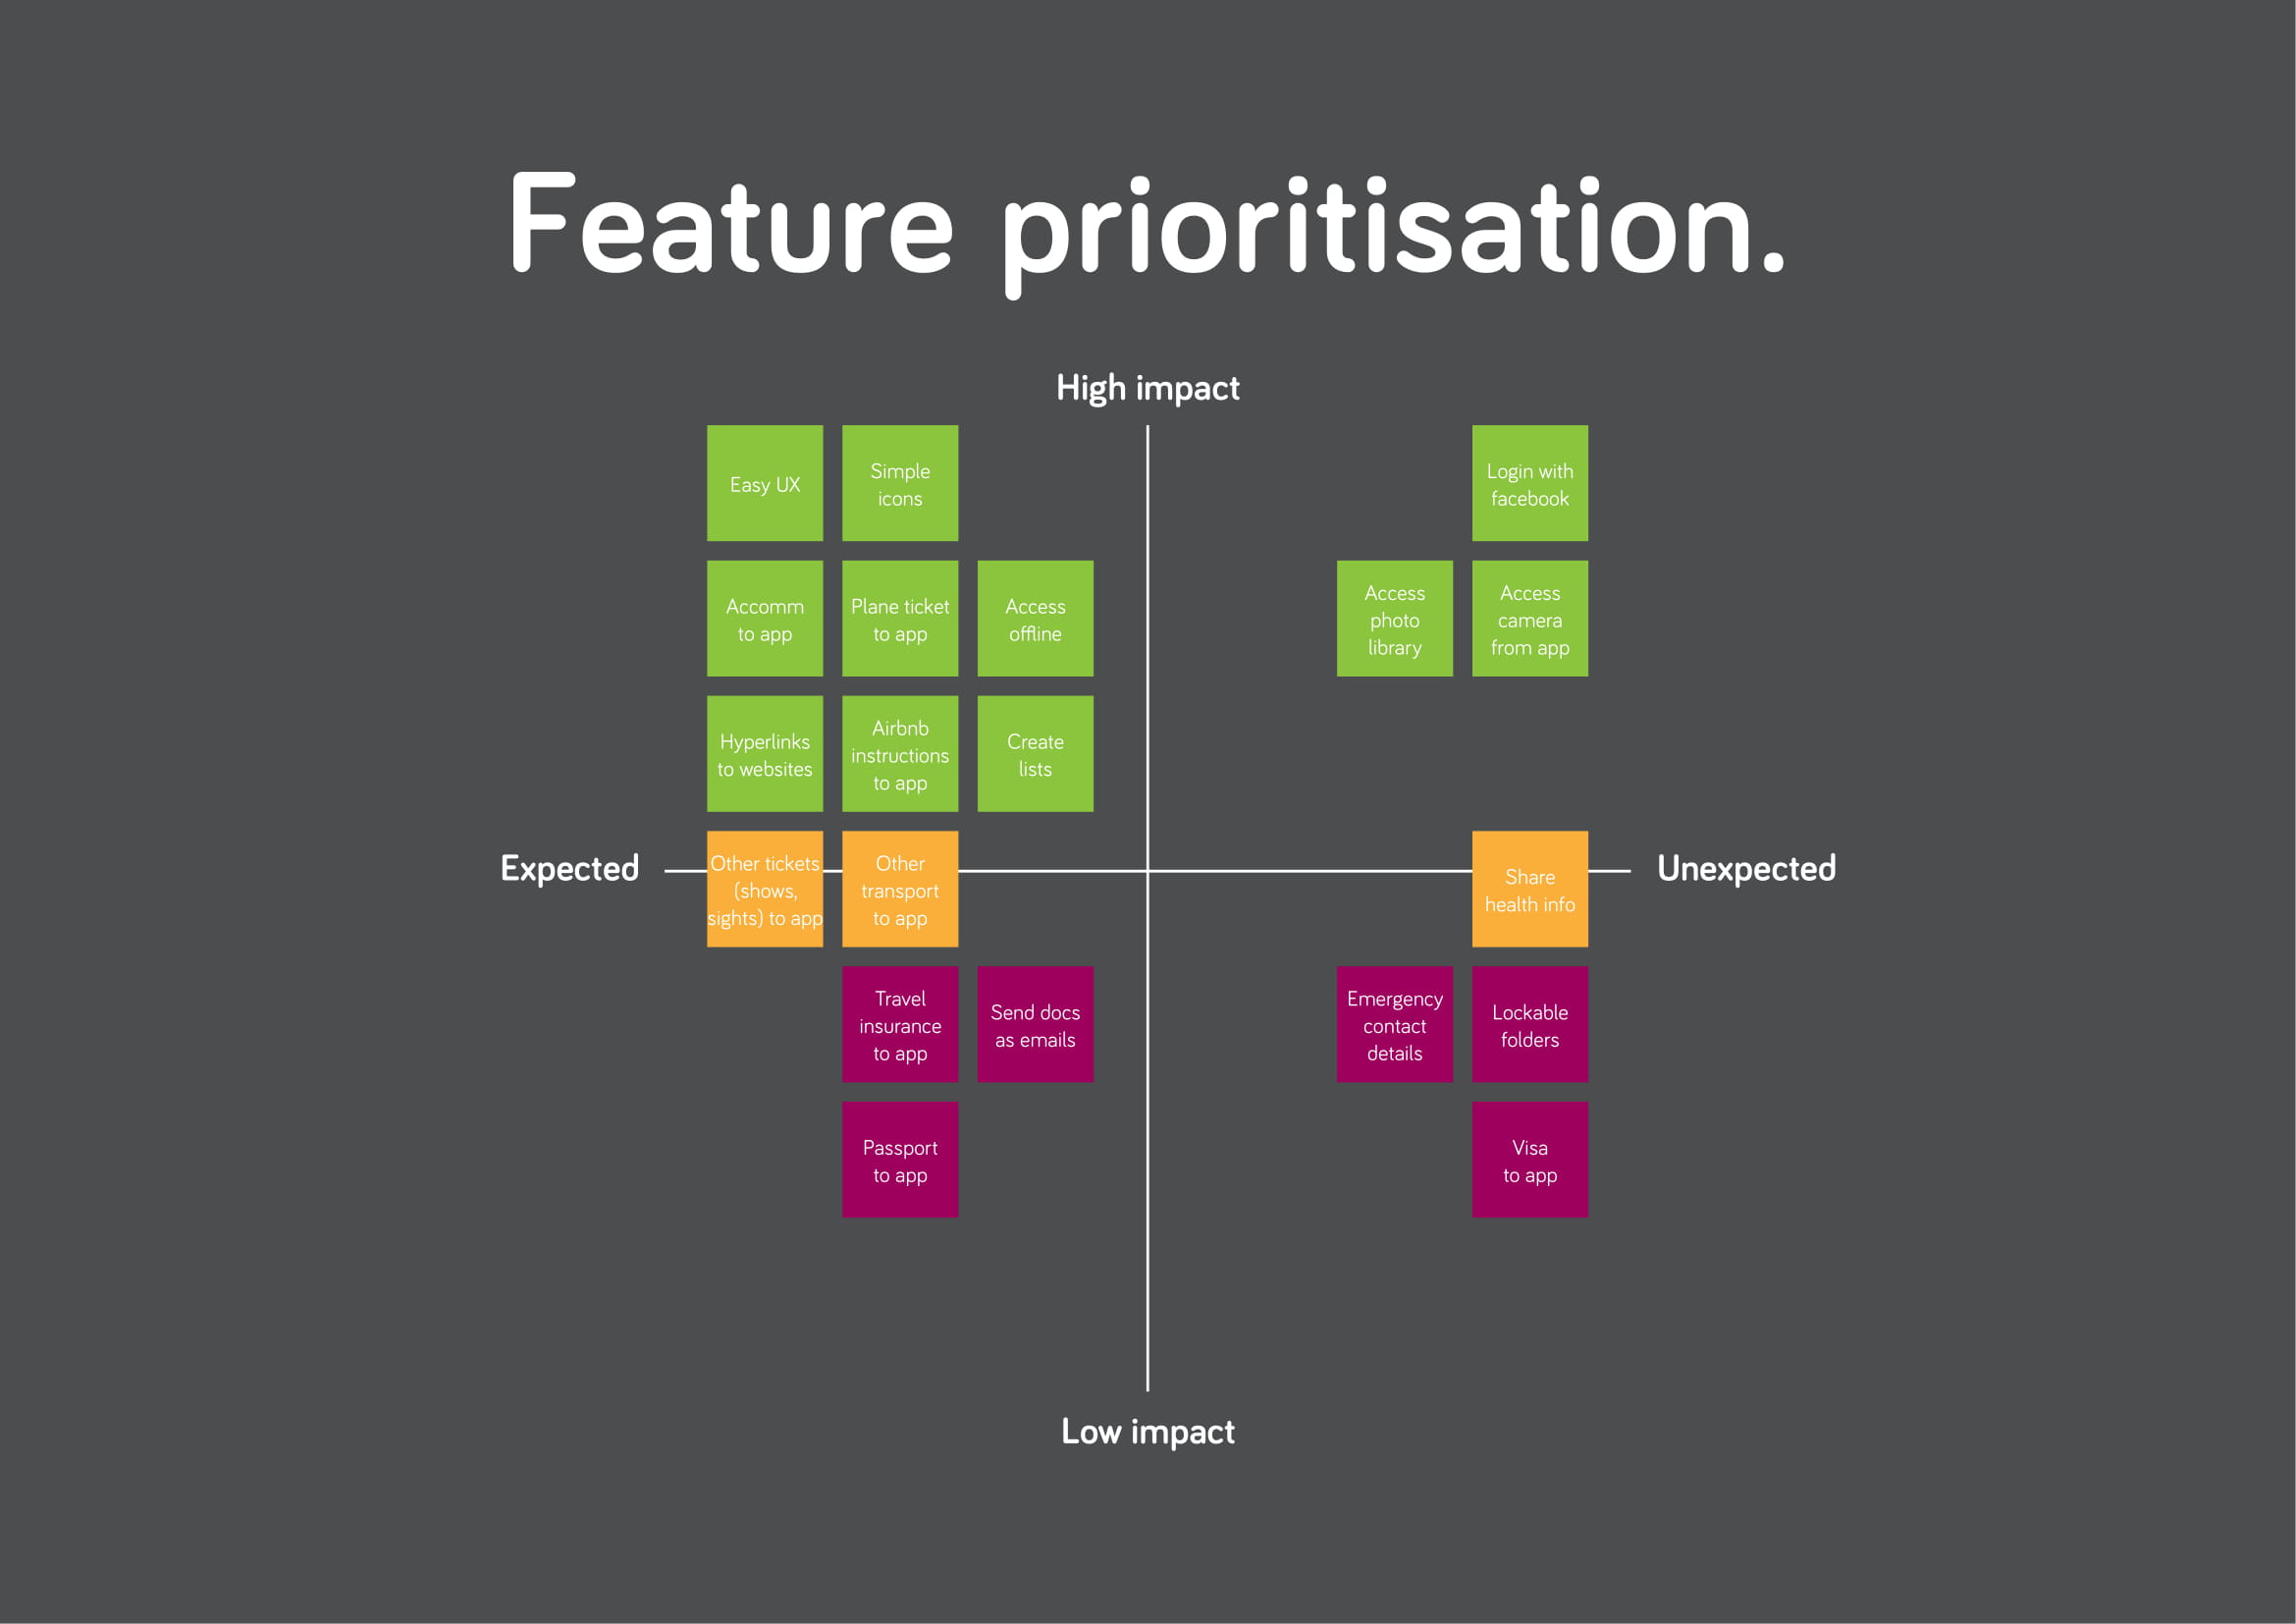 Feature prioritisation.
High impact
Easy UX
Simple
icons
Login with
facebook
Accomm
to app
Plane ticket
to app
Access
offline
Access
photo
library
Access
camera
from app
Hyperlinks
to websites
Airbnb
instructions
to app
Create
lists
Expected
Other tickets
(shows,
sights) to app
Other
transport
to app
Share
health info
Unexpected
Travel
insurance
to app
Send docs
as emails
Emergency
contact
details
Lockable
folders
Passport
to app
Visa
to app
Low impact